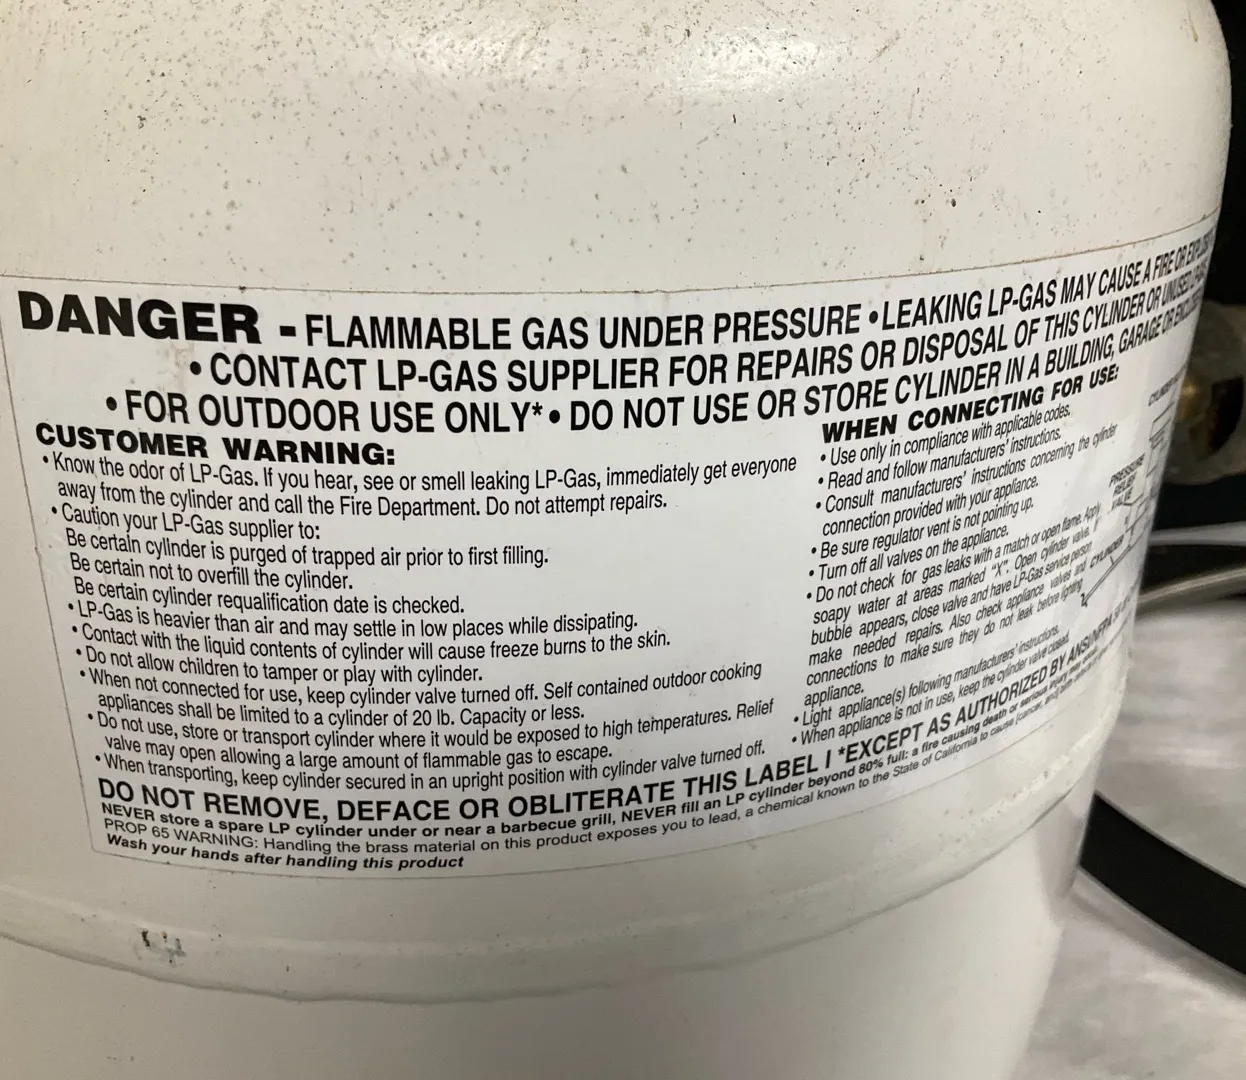 DANGER - FLAMMABLE GAS UNDER PRESSURE • LEAKING LP-GAS MAY CAUSE A FIRE OR
• CONTACT LP-GAS SUPPLIER FOR REPAIRS OR DISPOSAL OF THIS CYLINDER OR UNUSED
• FOR OUTDOOR USE ONLY* • DO NOT USE OR STORE CYLINDER IN A BUILDING, GARAGE OR
CUSTOMER WARNING:
• Know the odor of LP-Gas. If you hear, see or smell leaking LP-Gas, immediately get everyone
away from the cylinder and call the Fire Department. Do not attempt repairs.
• Caution your LP-Gas supplier to:
Be certain cylinder is purged of trapped air prior to first filling.
Be certain not to overfill the cylinder.
Be certain cylinder requalification date is checked.
• LP-Gas is heavier than air and may settle in low places while dissipating.
• Contact with the liquid contents of cylinder will cause freeze burns to the skin.
• Do not allow children to tamper or play with cylinder.
• When not connected for use, keep cylinder valve turned off. Self contained outdoor cooking
appliances shall be limited to a cylinder of 20 lb. Capacity or less.
• Do not use, store or transport cylinder where it would be exposed to high temperatures. Relief
valve may open allowing a large amount of flammable gas to escape.
• When transporting, keep cylinder secured in an upright position with cylinder valve turned off.
WHEN CONNECTING FOR USE:
• Use only in compliance with applicable codes.
• Read and follow manufacturers' instructions.
• Consult manufacturers' instructions concerning the cylinder
connection provided with your appliance.
• Be sure regulator vent is not pointing up.
• Turn off all valves on the appliance.
• Do not check for gas leaks with a match or open flame. Apply
soapy water at areas marked "X". Open cylinder valve. If
bubble appears, close valve and have LP-Gas service person
make needed repairs. Also check appliance valves and
connections to make sure they do not leak before lighting
appliance.
• Light appliance(s) following manufacturers' instructions.
• When appliance is not in use, keep the cylinder valve closed.
PRESSURE
RELIEF
VALVE
CYLINDER
DO NOT REMOVE, DEFACE OR OBLITERATE THIS LABEL I *EXCEPT AS AUTHORIZED BY ANSI/NFPA 58
NEVER store a spare LP cylinder under or near a barbecue grill, NEVER fill an LP cylinder beyond 80% full: a fire causing death or serious injury
PROP 65 WARNING: Handling the brass material on this product exposes you to lead, a chemical known to the State of California to cause
Wash your hands after handling this product